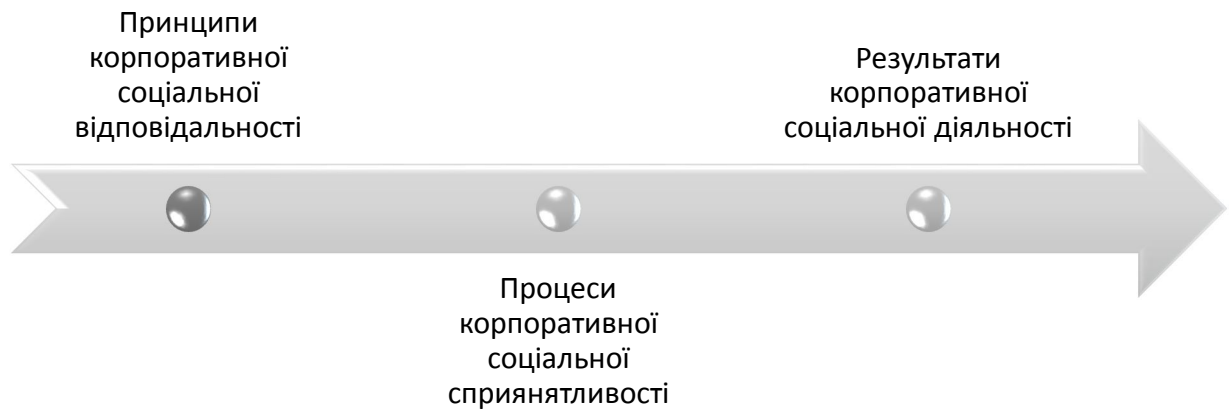 Принципи
корпоративної
соціальної
відповідальності
Процеси
корпоративної
соціальної
сприянятливості
Результати
корпоративної
соціальної діяльності